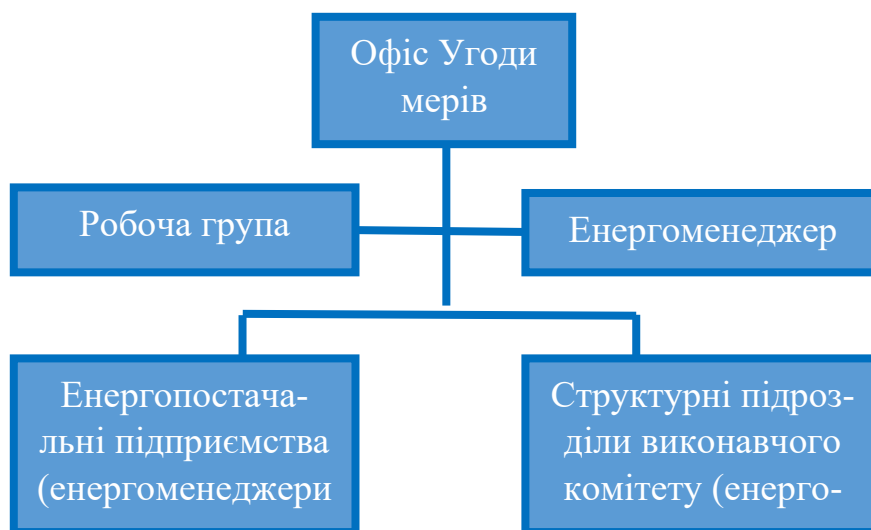 Офіс Угоди
мерів
Робоча група
Енергоменеджер
Енергопостача-
льні підприємства
(енергоменеджери
Структурні підроз-
діли виконавчого
комітету (енерго-